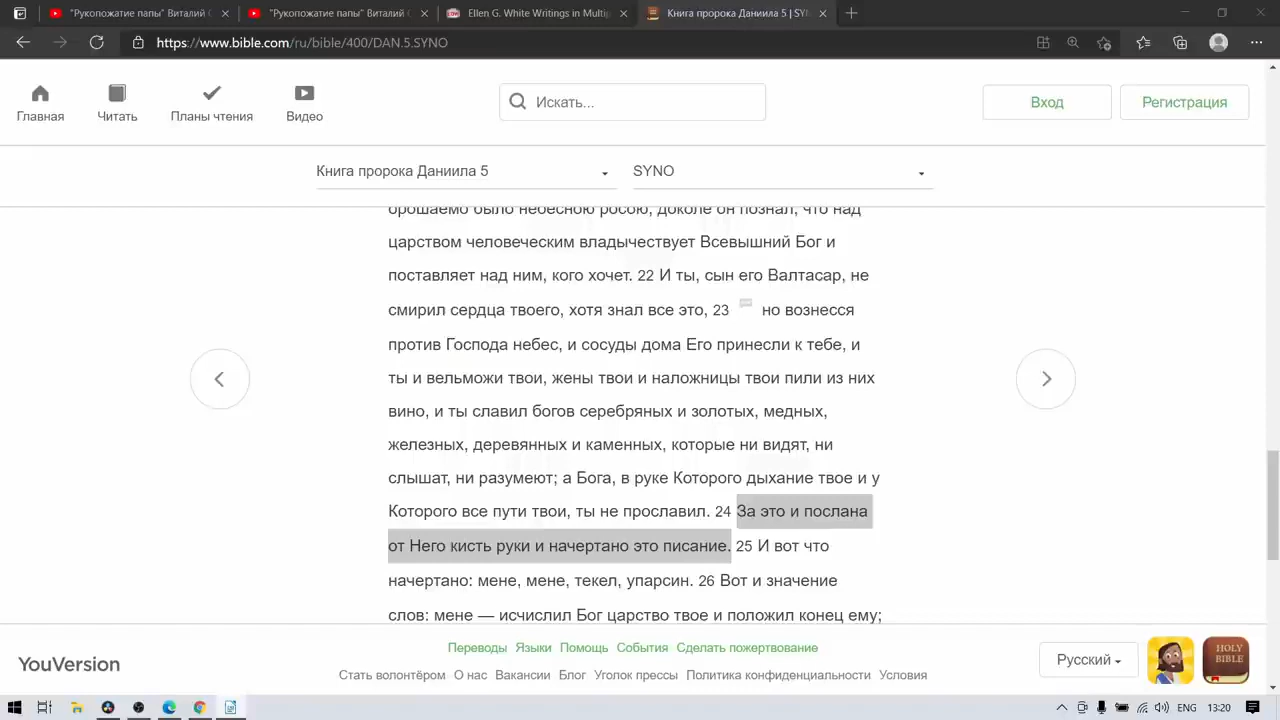 "Рукопожатие папы" Виталий О
"Рукопожатие папы" Виталий О
Ellen G. White Writings in Multip
Книга пророка Даниила 5 | SYN
https://www.bible.com/ru/bible/400/DAN.5.SYNO
Главная
Читать
Планы чтения
Видео
Искать...
Вход
Регистрация
Книга пророка Даниила 5
SYNO
орошаемо было небесною росою, доколе он познал, что над
царством человеческим владычествует Всевышний Бог и
поставляет над ним, кого хочет. 22 И ты, сын его Валтасар, не
смирил сердца твоего, хотя знал все это, 23 но вознесся
против Господа небес, и сосуды дома Его принесли к тебе, и
ты и вельможи твои, жены твои и наложницы твои пили из них
вино, и ты славил богов серебряных и золотых, медных,
железных, деревянных и каменных, которые ни видят, ни
слышат, ни разумеют; а Бога, в руке Которого дыхание твое и у
Которого все пути твои, ты не прославил. 24 За это и послана
от Него кисть руки и начертано это писание. 25 И вот что
начертано: мене, мене, текел, упарсин. 26 Вот и значение
слов: мене — исчислил Бог царство твое и положил конец ему;
YouVersion
Переводы Языки Помощь События Сделать пожертвование
Стать волонтёром О нас Вакансии Блог Уголок прессы Политика конфиденциальности Условия
Русский
HOLY
BIBLE
ENG
13:20